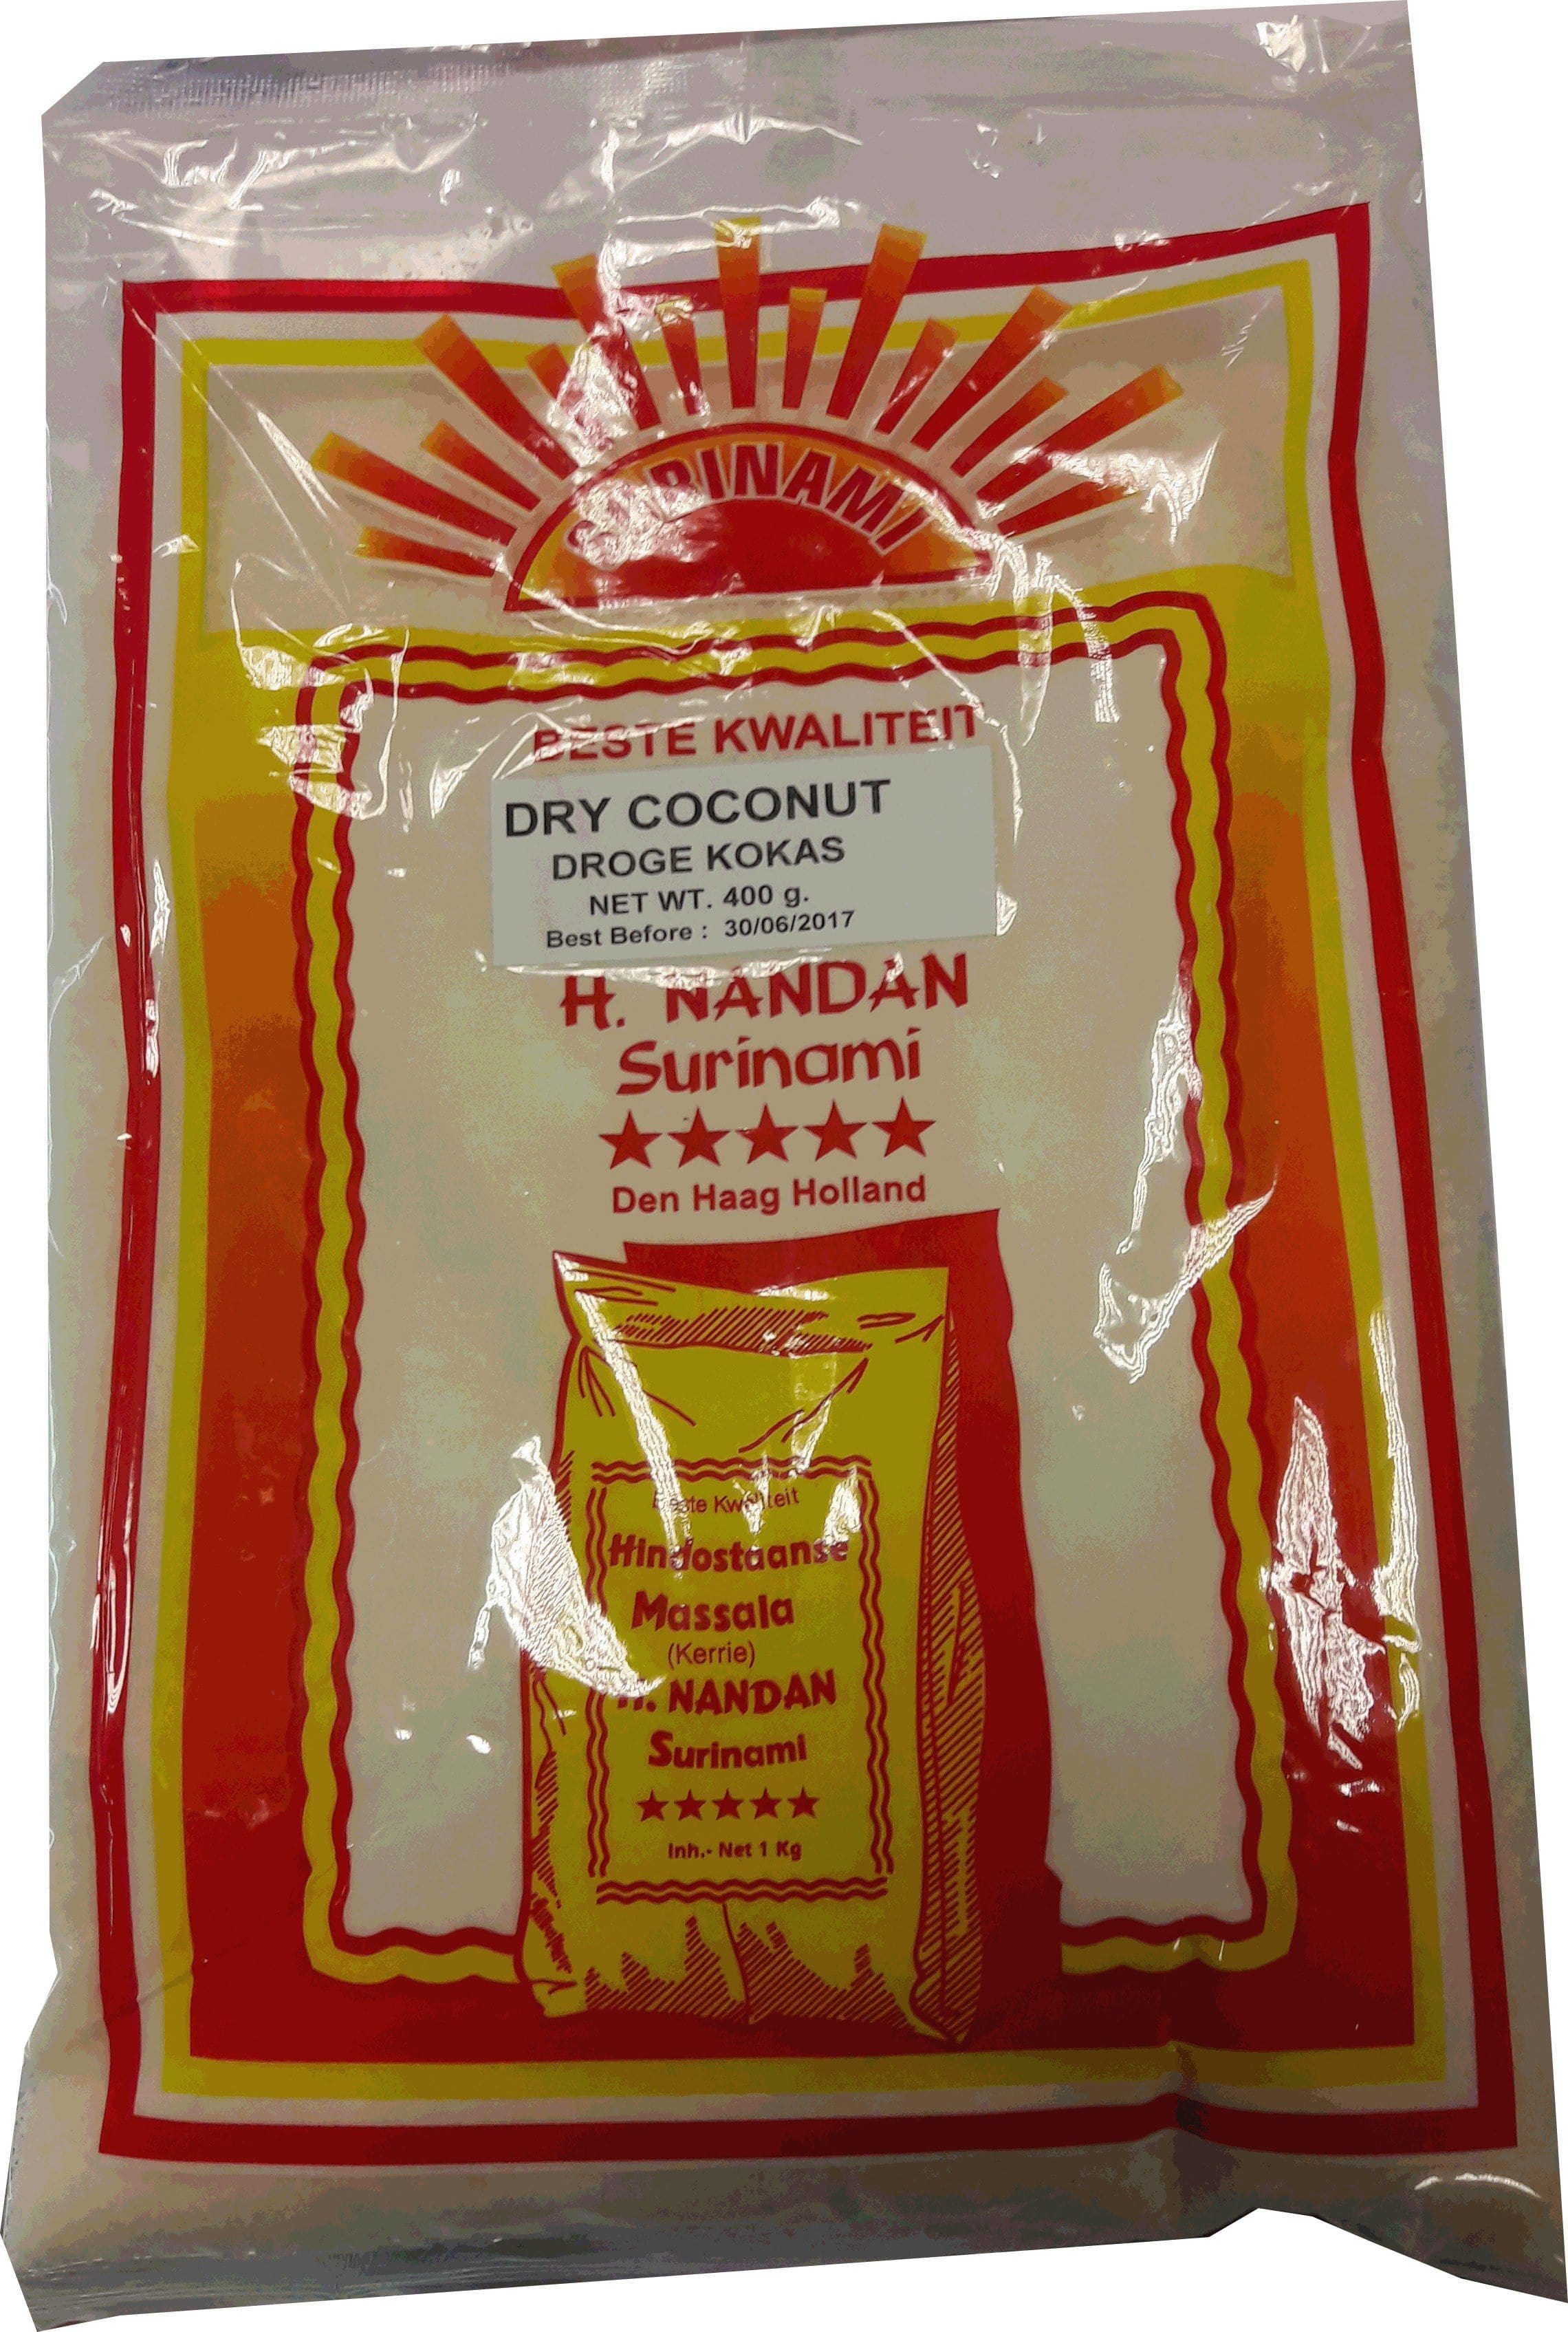 SURINAMI
BESTE KWALITEIT
DRY COCONUT
DROGE KOKAS
NET WT. 400 g.
Best Before : 30/06/2017
H. NANDAN
Surinami
Den Haag Holland
Beste Kwaliteit
Hindostaanse
Massala
(Kerrie)
H. NANDAN
Surinami
Inh.- Net 1 Kg